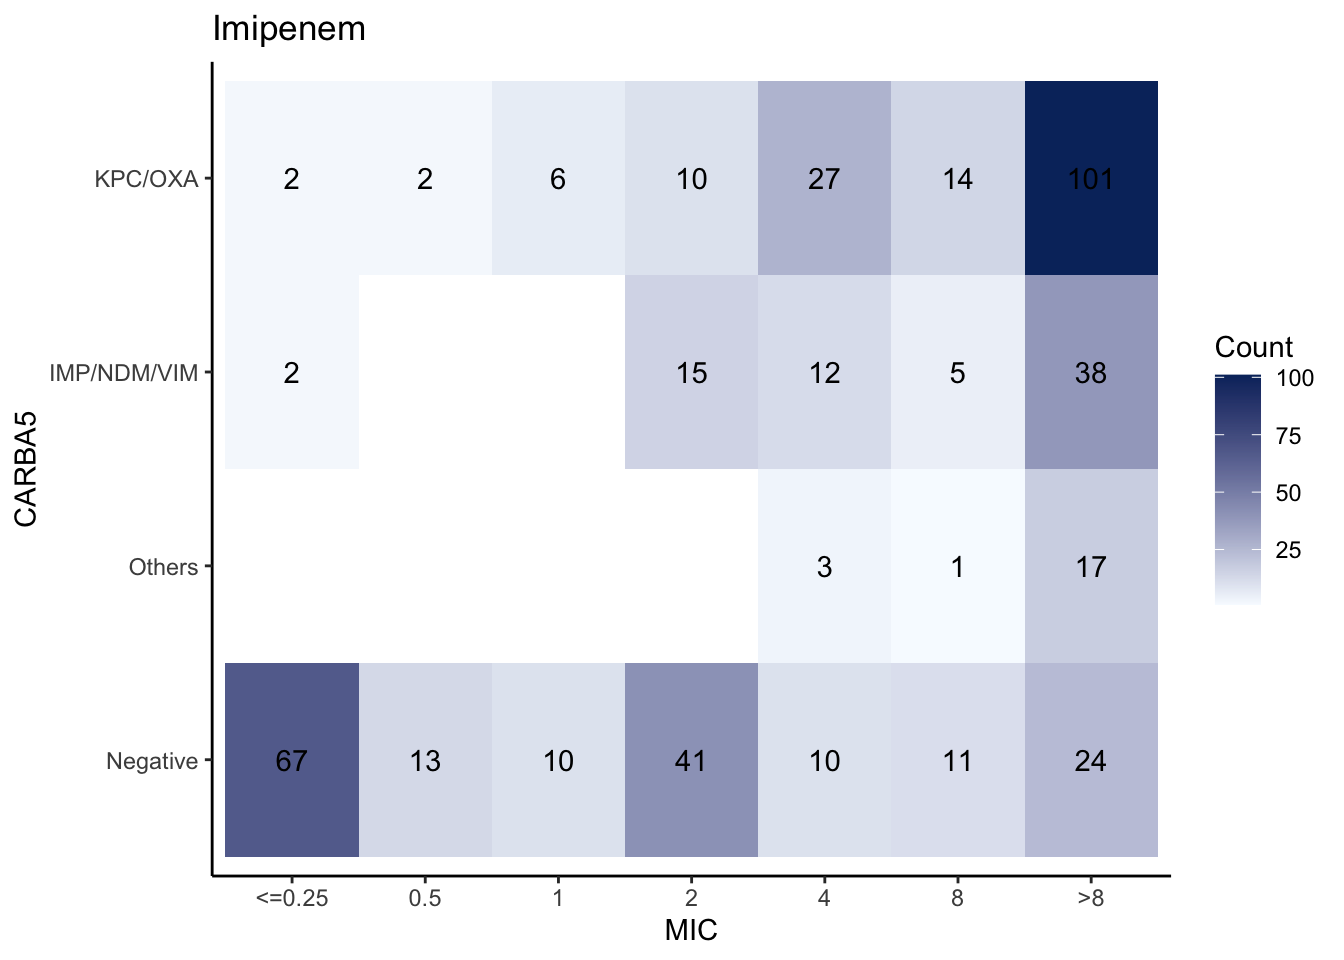 Imipenem
KPC/OXA 2 2 6 10 27 14 101
IMP/NDM/VIM 2 15 12 5 38
Others 3 1 17
Negative 67 13 10 41 10 11 24
<=0.25 0.5 1 2 4 8 >8
MIC
CARBA5
Count
100
75
50
25